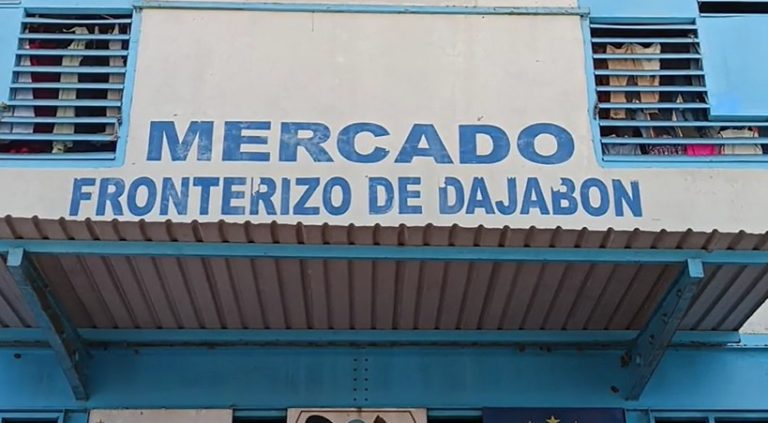 MERCADO
FRONTERIZO DE DAJABON